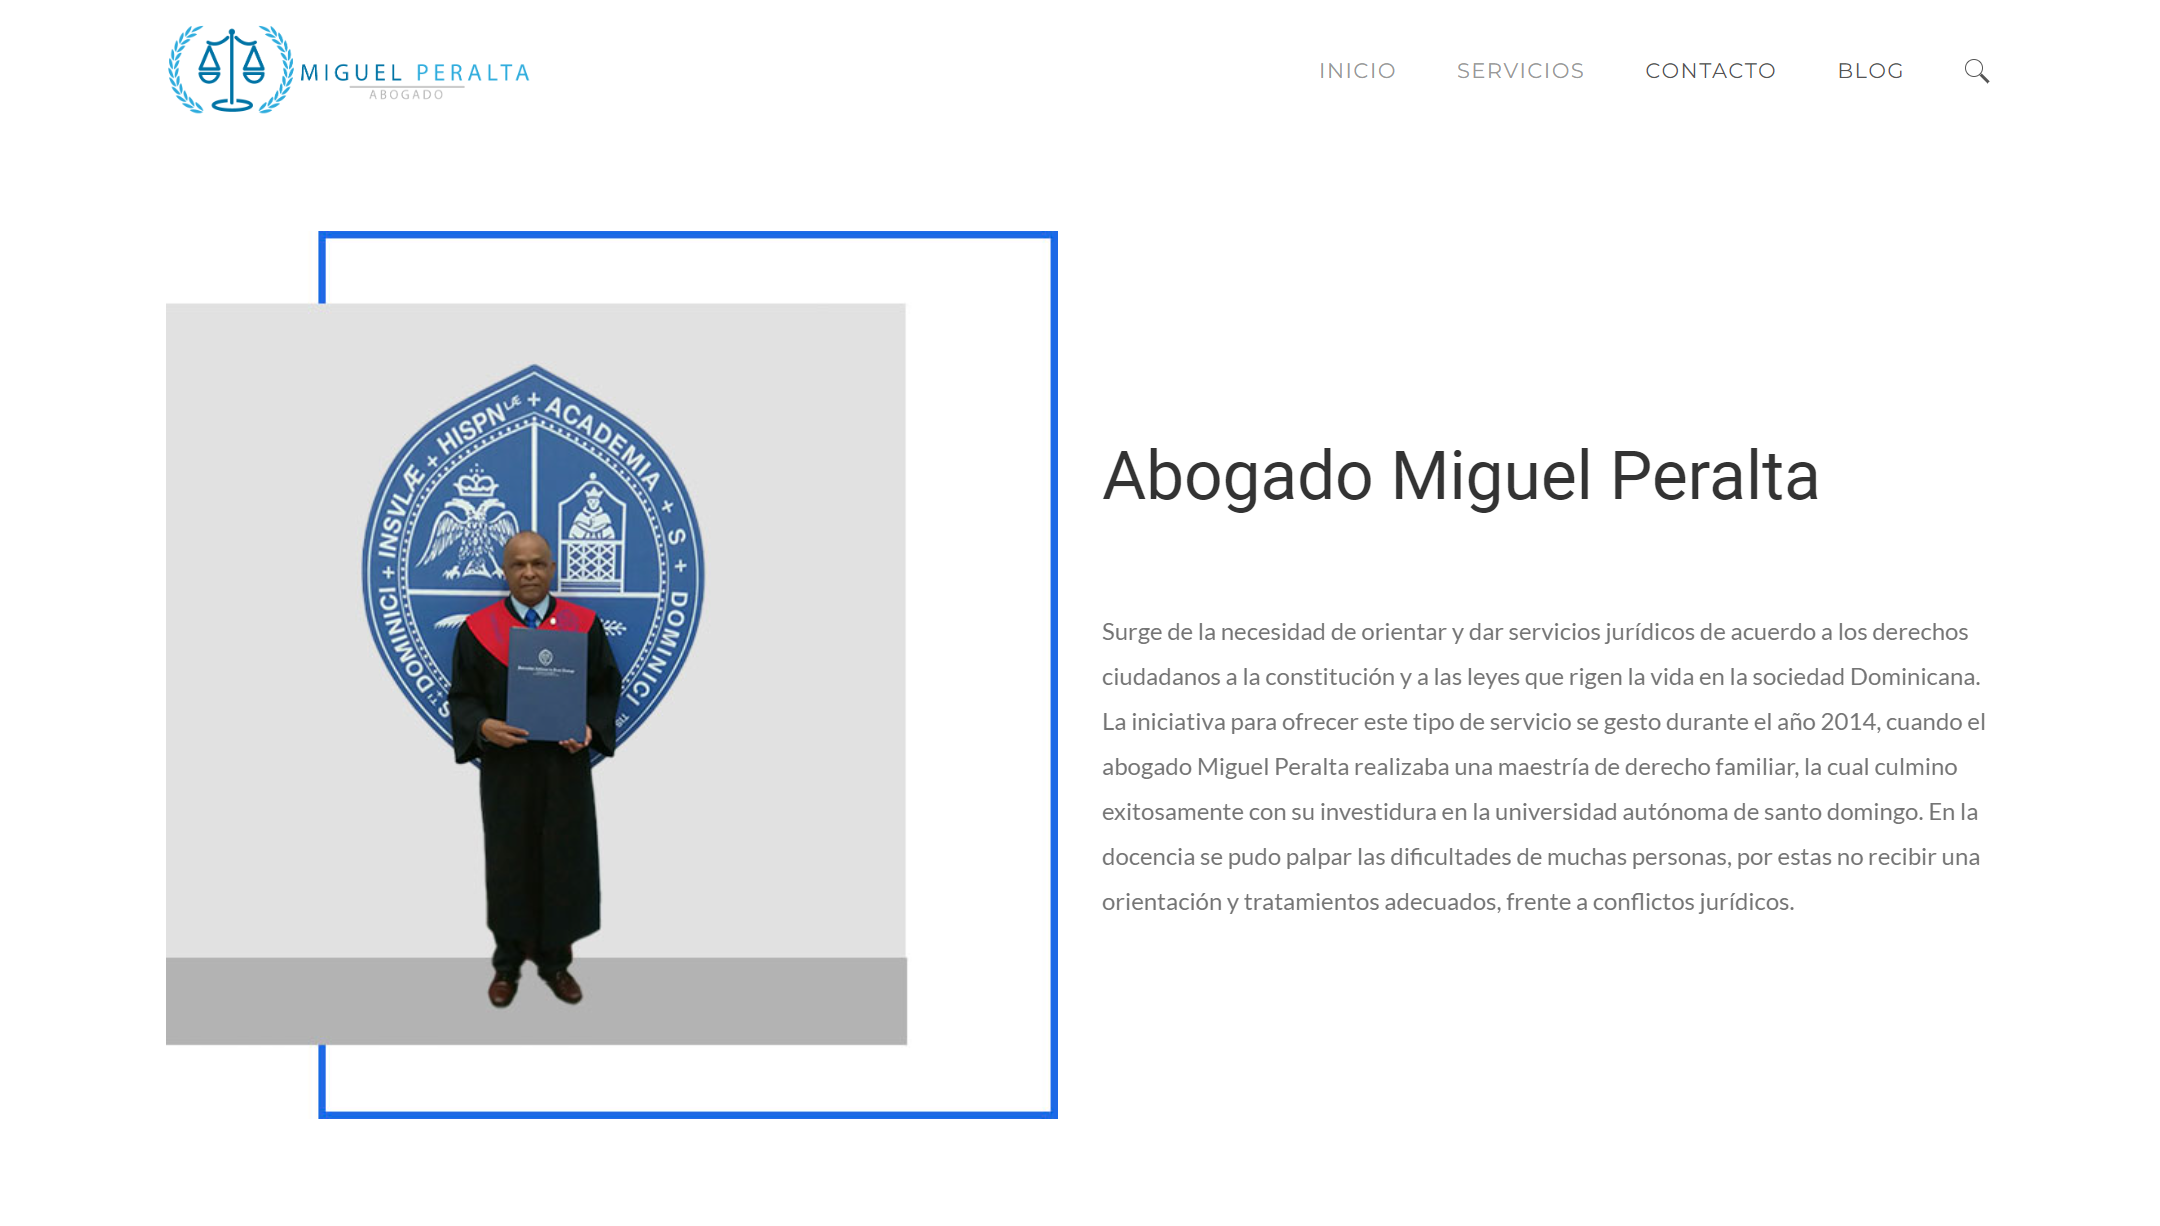 MIGUEL PERALTA
ABOGADO
INICIO
SERVICIOS
CONTACTO
BLOG
S TI DOMINICI + INSVLÆ + HISPN LÆ + ACADEMIA + S + DOMINICI TIS
Abogado Miguel Peralta
Surge de la necesidad de orientar y dar servicios jurídicos de acuerdo a los derechos
ciudadanos a la constitución y a las leyes que rigen la vida en la sociedad Dominicana.
La iniciativa para ofrecer este tipo de servicio se gesto durante el año 2014, cuando el
abogado Miguel Peralta realizaba una maestría de derecho familiar, la cual culmino
exitosamente con su investidura en la universidad autónoma de santo domingo. En la
docencia se pudo palpar las dificultades de muchas personas, por estas no recibir una
orientación y tratamientos adecuados, frente a conflictos jurídicos.